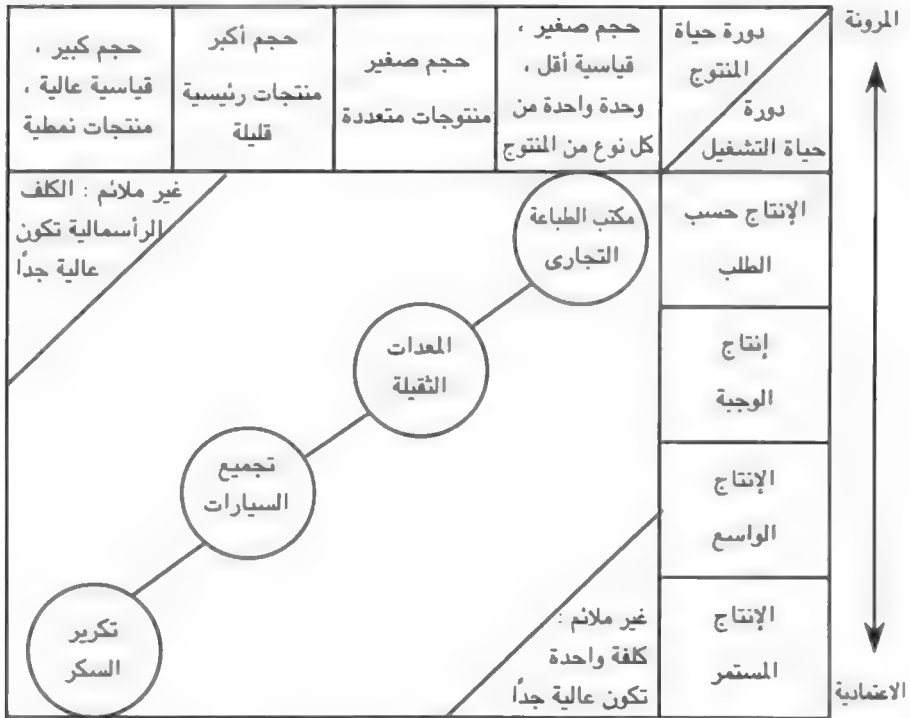 المرونة
دورة حياة
المنتوج
دورة
حياة التشغيل
حجم صغير ،
قياسية أقل ،
وحدة واحدة من
كل نوع من المنتوج
حجم صغير
منتوجات متعددة
حجم أكبر
منتجات رئيسية
قليلة
حجم كبير ،
قياسية عالية ،
منتجات نمطية
الإنتاج حسب
الطلب
مكتب الطباعة
التجارى
غير ملائم : الكلف
الرأسمالية تكون
عالية جدًا
إنتاج
الوجبة
المعدات
الثقيلة
الإنتاج
الواسع
تجميع
السيارات
الإنتاج
المستمر
غير ملائم :
كلفة واحدة
تكون عالية جدًا
تكرير
السكر
الاعتمادية